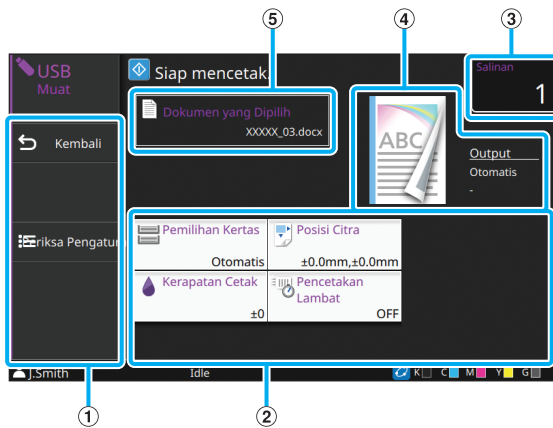 ⑤
④
③
USB
Muat
Siap mencetak.
Salinan
1
Dokumen yang Dipilih
XXXXX_03.docx
ABC
Kembali
Output
Otomatis
-
riksa Pengatur
Pemilihan Kertas
Otomatis
Posisi Citra
±0.0mm,±0.0mm
Kerapatan Cetak
±0
Pencetakan
Lambat
OFF
J.Smith
Idle
K C M Y G
①
②